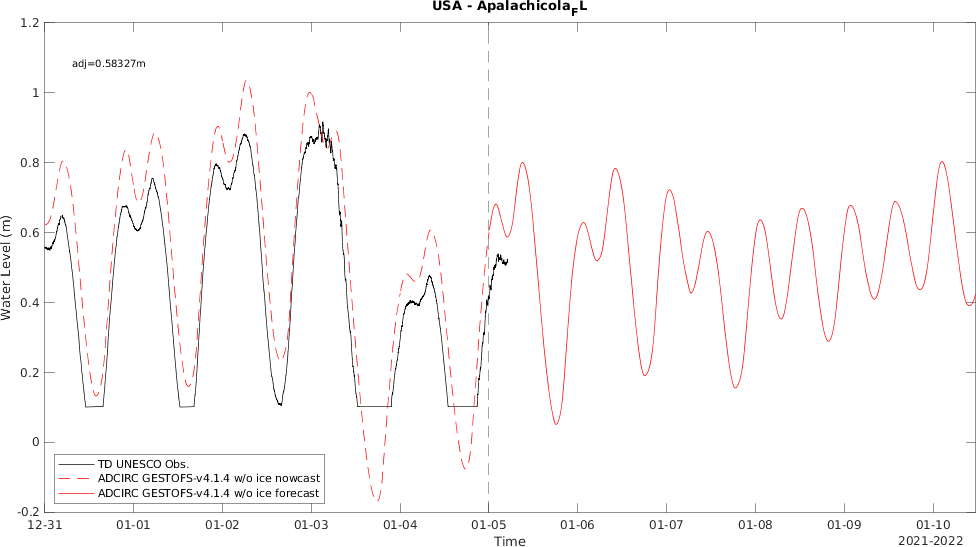 USA - Apalachicola_FL
1.2
1
0.8
0.6
0.4
0.2
0
-0.2
Water Level (m)
adj=0.58327m
TD UNESCO Obs.
ADCIRC GESTOFS-v4.1.4 w/o ice nowcast
ADCIRC GESTOFS-v4.1.4 w/o ice forecast
12-31 01-01 01-02 01-03 01-04 01-05 01-06 01-07 01-08 01-09 01-10
Time
2021-2022